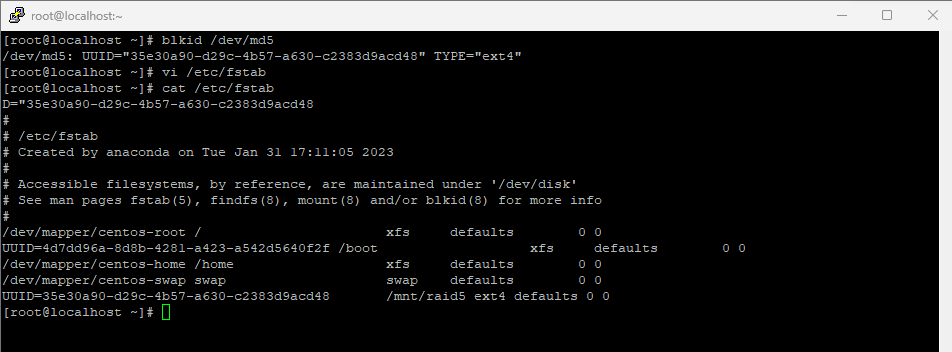 root@localhost:~
[root@localhost ~]# blkid /dev/md5
/dev/md5: UUID="35e30a90-d29c-4b57-a630-c2383d9acd48" TYPE="ext4"
[root@localhost ~]# vi /etc/fstab
[root@localhost ~]# cat /etc/fstab
D="35e30a90-d29c-4b57-a630-c2383d9acd48
#
# /etc/fstab
# Created by anaconda on Tue Jan 31 17:11:05 2023
#
# Accessible filesystems, by reference, are maintained under '/dev/disk'
# See man pages fstab(5), findfs(8), mount(8) and/or blkid(8) for more info
#
/dev/mapper/centos-root /                       xfs     defaults        0 0
UUID=4d7dd96a-8d8b-4281-a423-a542d5640f2f /boot                   xfs     defaults        0 0
/dev/mapper/centos-home /home                   xfs     defaults        0 0
/dev/mapper/centos-swap swap                    swap    defaults        0 0
UUID=35e30a90-d29c-4b57-a630-c2383d9acd48       /mnt/raid5 ext4 defaults 0 0
[root@localhost ~]#